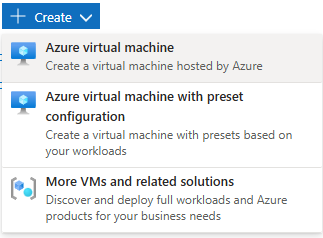 Create
Azure virtual machine
Create a virtual machine hosted by Azure
Azure virtual machine with preset
configuration
Create a virtual machine with presets based on
your workloads
More VMs and related solutions
Discover and deploy full workloads and Azure
products for your business needs